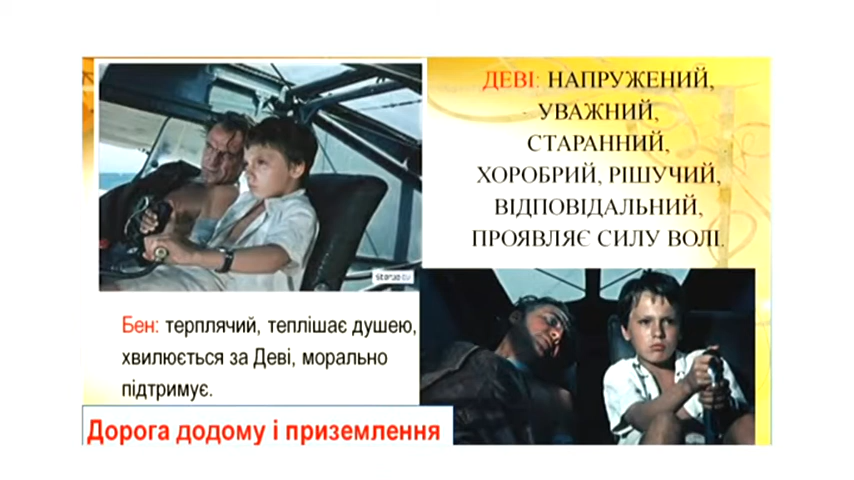 ДЕВІ: НАПРУЖЕНИЙ,
УВАЖНИЙ,
СТАРАННИЙ,
ХОРОБРИЙ, РІШУЧИЙ,
ВІДПОВІДАЛЬНИЙ,
ПРОЯВЛЯЄ СИЛУ ВОЛІ.
Бен: терплячий, теплішає душею,
хвилюється за Деві, морально
підтримує.
Дорога додому і приземлення